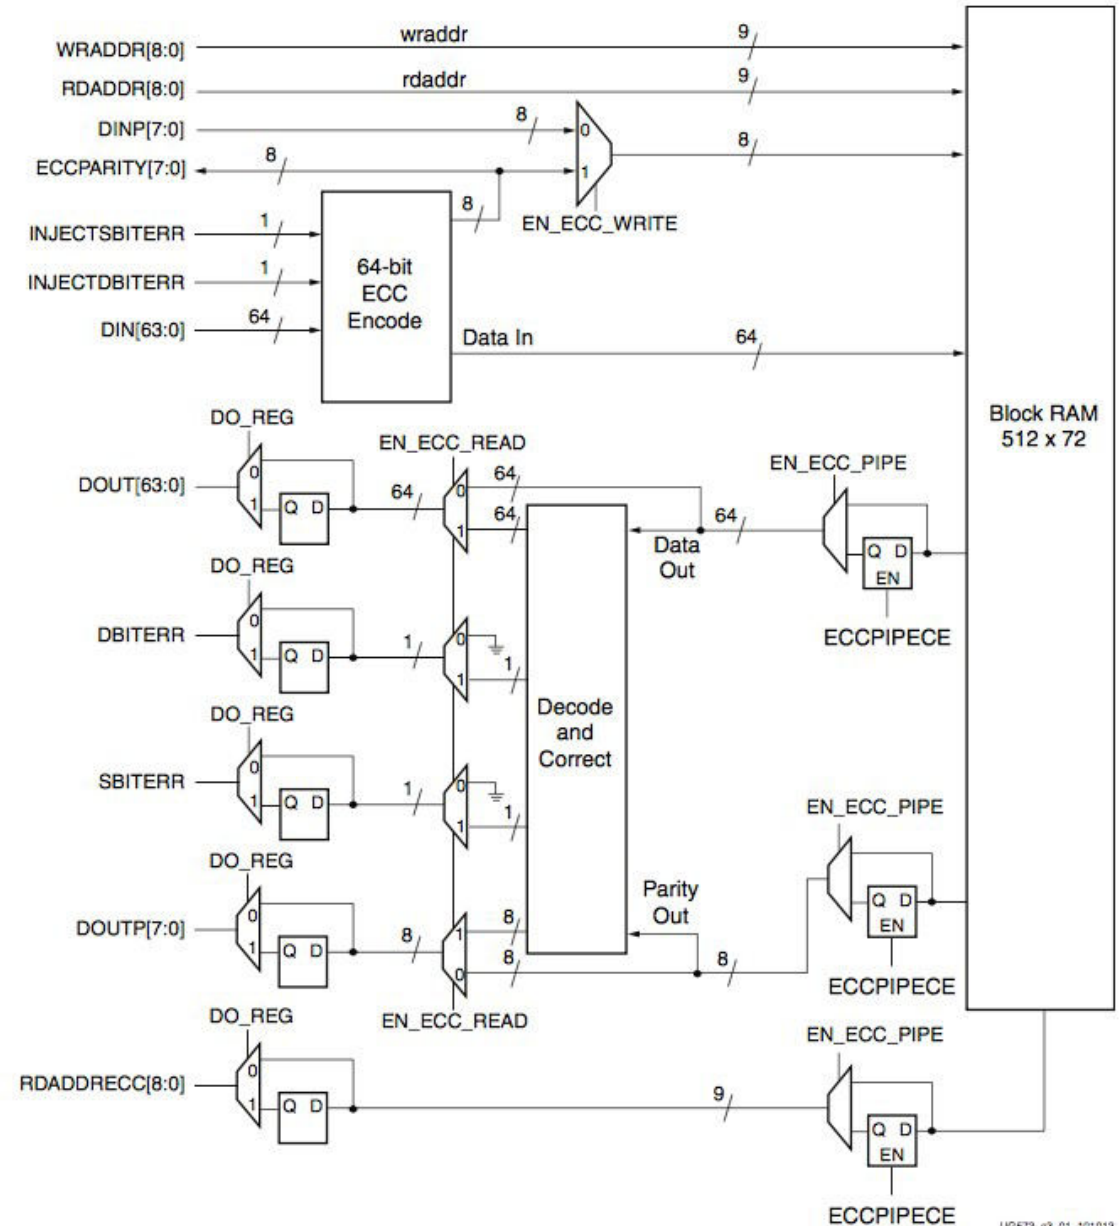 WRADDR[8:0]
wraddr
9
RDADDR[8:0]
rdaddr
9
DINP[7:0]
8
0
8
ECCPARITY[7:0]
8
1
8
EN_ECC_WRITE
INJECTSBITERR
1
INJECTDBITERR
1
64-bit
ECC
Encode
DIN[63:0]
64
Data In
64
Block RAM
512 x 72
DO_REG
EN_ECC_READ
EN_ECC_PIPE
DOUT[63:0]
0
1
Q D
64
0
1
64
64
64
Data
Out
Q D
EN
ECCPIPECE
DO_REG
DBITERR
0
1
Q D
1
0
1
1
Decode
and
Correct
DO_REG
SBITERR
0
1
Q D
1
0
1
1
EN_ECC_PIPE
DO_REG
DOUTP[7:0]
0
1
Q D
8
1
0
8
8
Parity
Out
8
Q D
EN
ECCPIPECE
EN_ECC_READ
DO_REG
EN_ECC_PIPE
RDADDRECC[8:0]
0
1
Q D
9
Q D
EN
ECCPIPECE